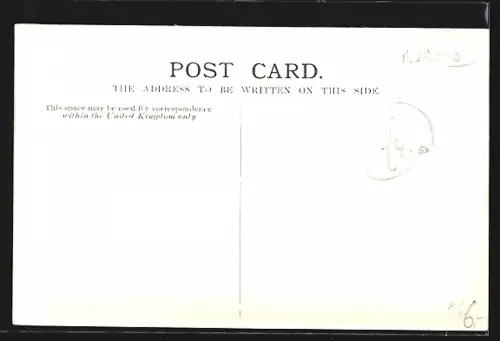 POST CARD.
THE ADDRESS TO BE WRITTEN ON THIS SIDE.
This space may be used for correspondence
within the United Kingdom only
6,-